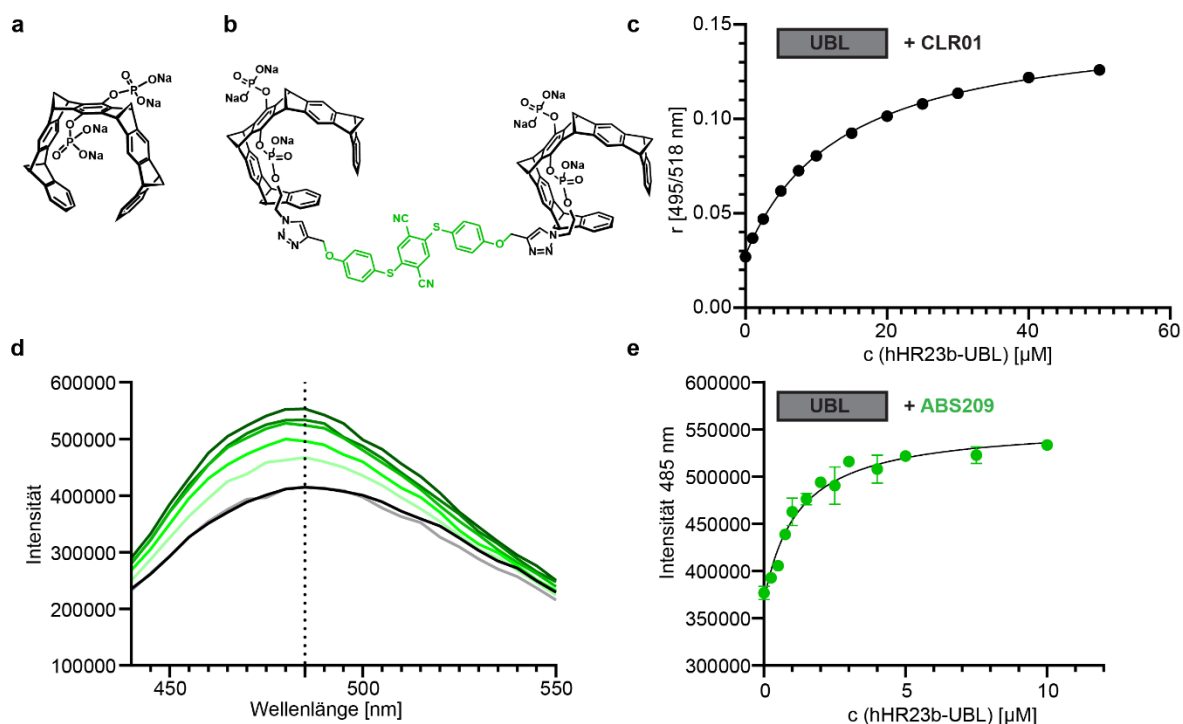 a
b
c
ONa
O P ONa
O
O
O P ONa
ONa
ONa
O P
NaO O
ONa
O P O
O
N
N N
O
S
CN
CN
S
O
N
N N
ONa
O P
NaO O
ONa
O P O
O
UBL + CLR01
r [495/518 nm]
0.15
0.10
0.05
0.00
0 20 40 60
c (hHR23b-UBL) [µM]
d
Intensität
600000
500000
400000
300000
200000
100000
450 500 550
Wellenlänge [nm]
e
UBL + ABS209
Intensität 485 nm
600000
550000
500000
450000
400000
350000
300000
0 5 10
c (hHR23b-UBL) [µM]